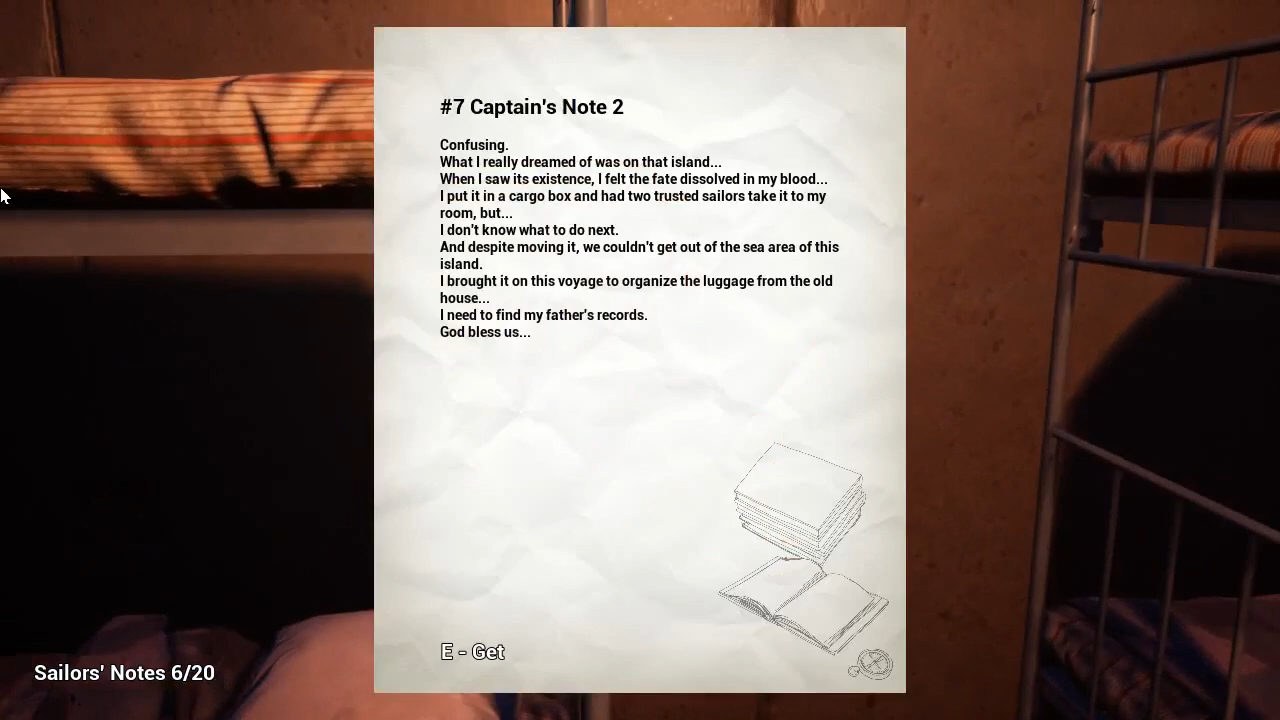 #7 Captain's Note 2
Confusing.
What I really dreamed of was on that island...
When I saw its existence, I felt the fate dissolved in my blood...
I put it in a cargo box and had two trusted sailors take it to my
room, but...
I don't know what to do next.
And despite moving it, we couldn't get out of the sea area of this
island.
I brought it on this voyage to organize the luggage from the old
house...
I need to find my father's records.
God bless us...
E - Get
Sailors' Notes 6/20